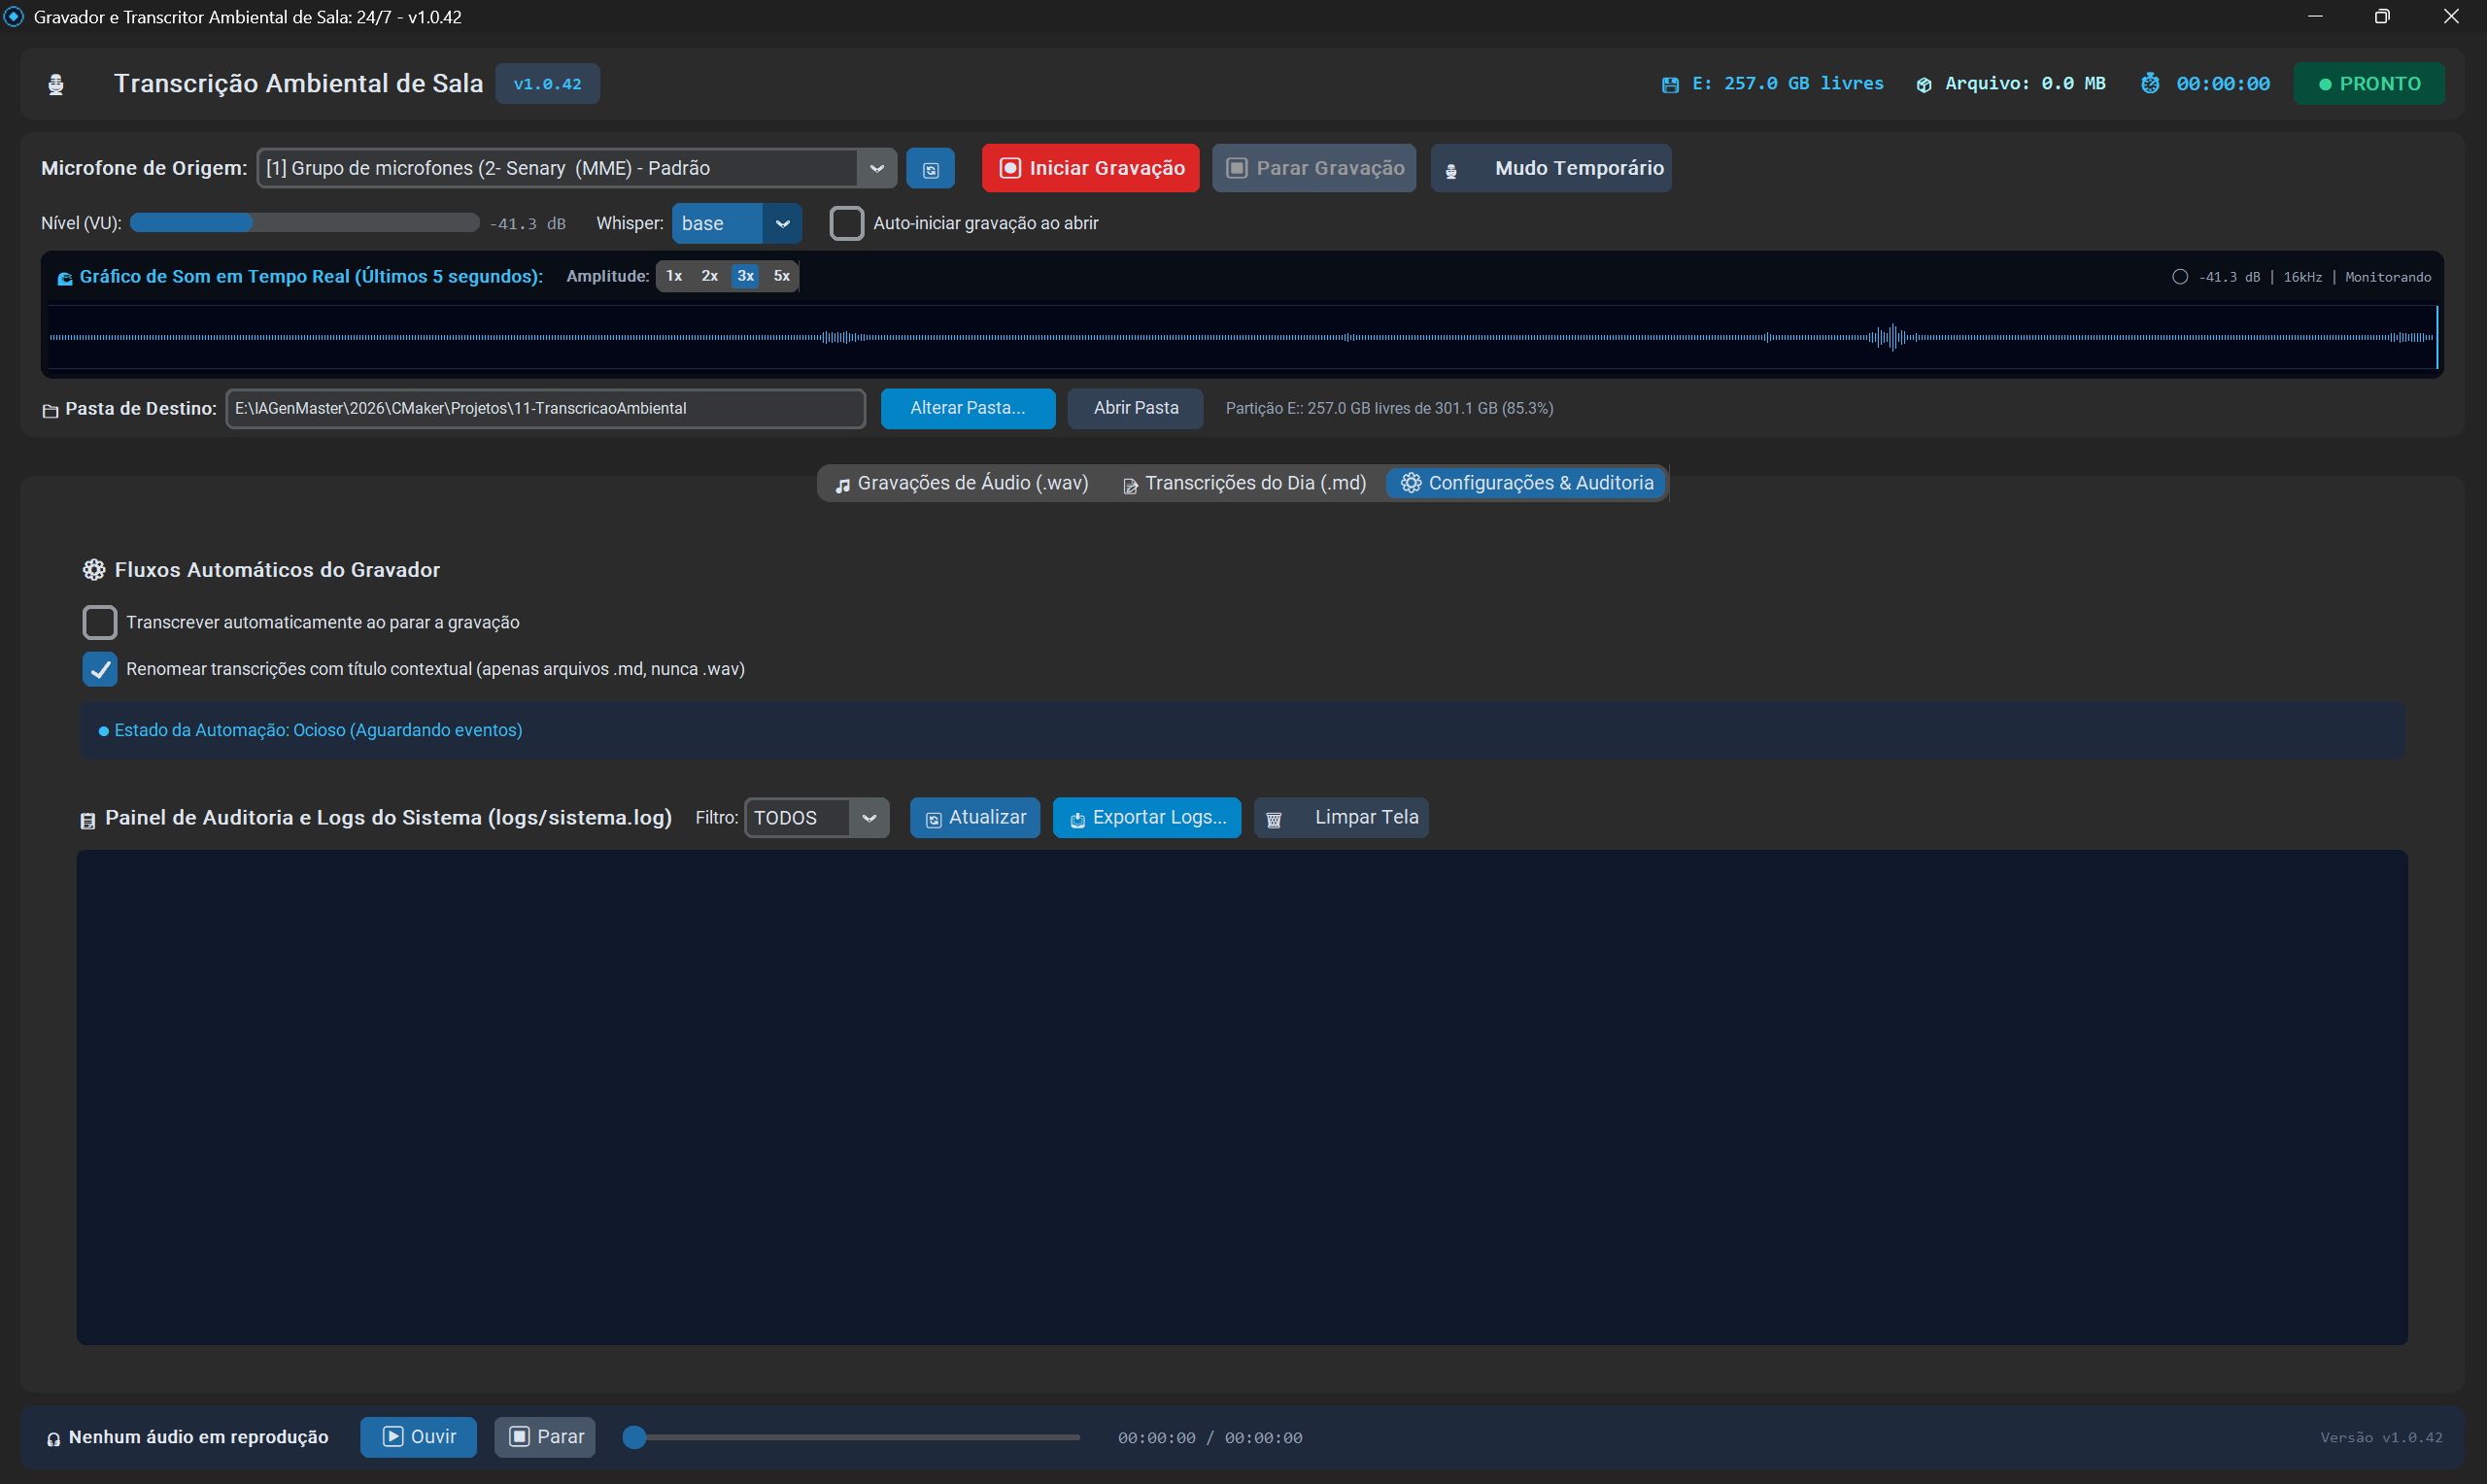 Gravador e Transcritor Ambiental de Sala: 24/7 - v1.0.42
Transcrição Ambiental de Sala v1.0.42 E: 257.0 GB livres Arquivo: 0.0 MB 00:00:00 ● PRONTO
Microfone de Origem: [1] Grupo de microfones (2- Senary (MME) - Padrão Iniciar Gravação Parar Gravação Mudo Temporário
Nível (VU): -41.3 dB Whisper: base Auto-iniciar gravação ao abrir
Gráfico de Som em Tempo Real (Últimos 5 segundos): Amplitude: 1x 2x 3x 5x -41.3 dB | 16kHz | Monitorando
Pasta de Destino: E:\IAGenMaster\2026\CMaker\Projetos\11-TranscricaoAmbiental Alterar Pasta... Abrir Pasta Partição E:: 257.0 GB livres de 301.1 GB (85.3%)
Gravações de Áudio (.wav) Transcrições do Dia (.md) Configurações & Auditoria
Fluxos Automáticos do Gravador
Transcrever automaticamente ao parar a gravação
Renomear transcrições com título contextual (apenas arquivos .md, nunca .wav)
● Estado da Automação: Ocioso (Aguardando eventos)
Painel de Auditoria e Logs do Sistema (logs/sistema.log) Filtro: TODOS Atualizar Exportar Logs... Limpar Tela
Nenhum áudio em reprodução Ouvir Parar 00:00:00 / 00:00:00 Versão v1.0.42